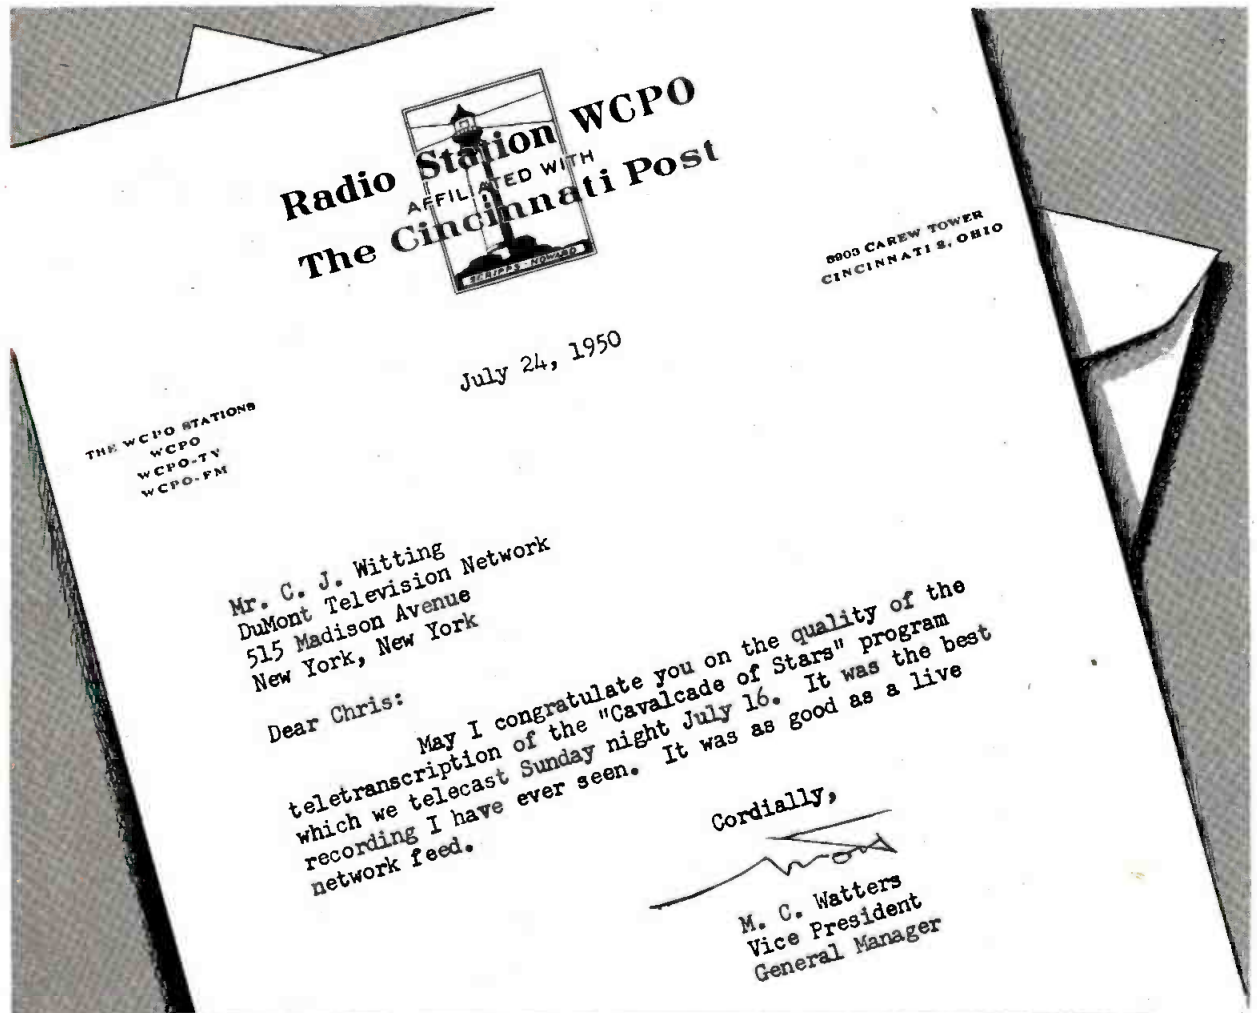 Radio Station WCPO
AFFILIATED WITH
The Cincinnati Post
SCRIPPS - HOWARD
CAREW TOWER
CINCINNATI 2, OHIO
July 24, 1950
THE WCPO STATIONS
WCPO
WCPO-TV
WCPO-FM
Mr. C. J. Witting
DuMont Television Network
515 Madison Avenue
New York, New York
Dear Chris:
May I congratulate you on the quality of the
teletranscription of the "Cavalcade of Stars" program
which we telecast Sunday night July 16. It was the best
recording I have ever seen. It was as good as a live
network feed.
Cordially,
M. C. Watters
Vice President
General Manager